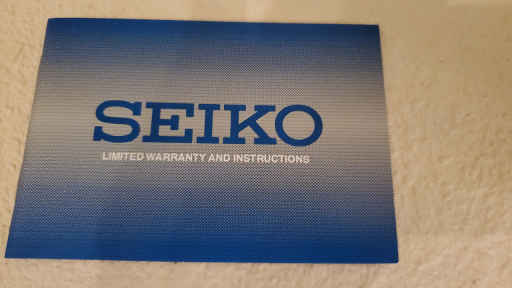 SEIKO
LIMITED WARRANTY AND INSTRUCTIONS